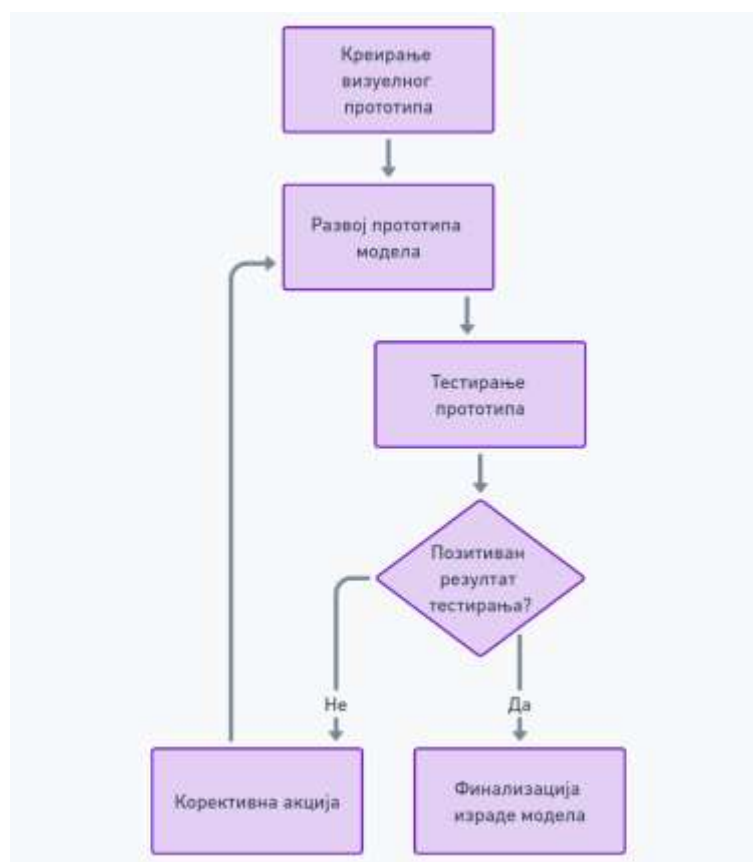 Креирање
визуелног
прототипа
Развој прототипа
модела
Тестирање
прототипа
Позитиван
резултат
тестирања?
Не
Да
Корективна акција
Финализација
израде модела